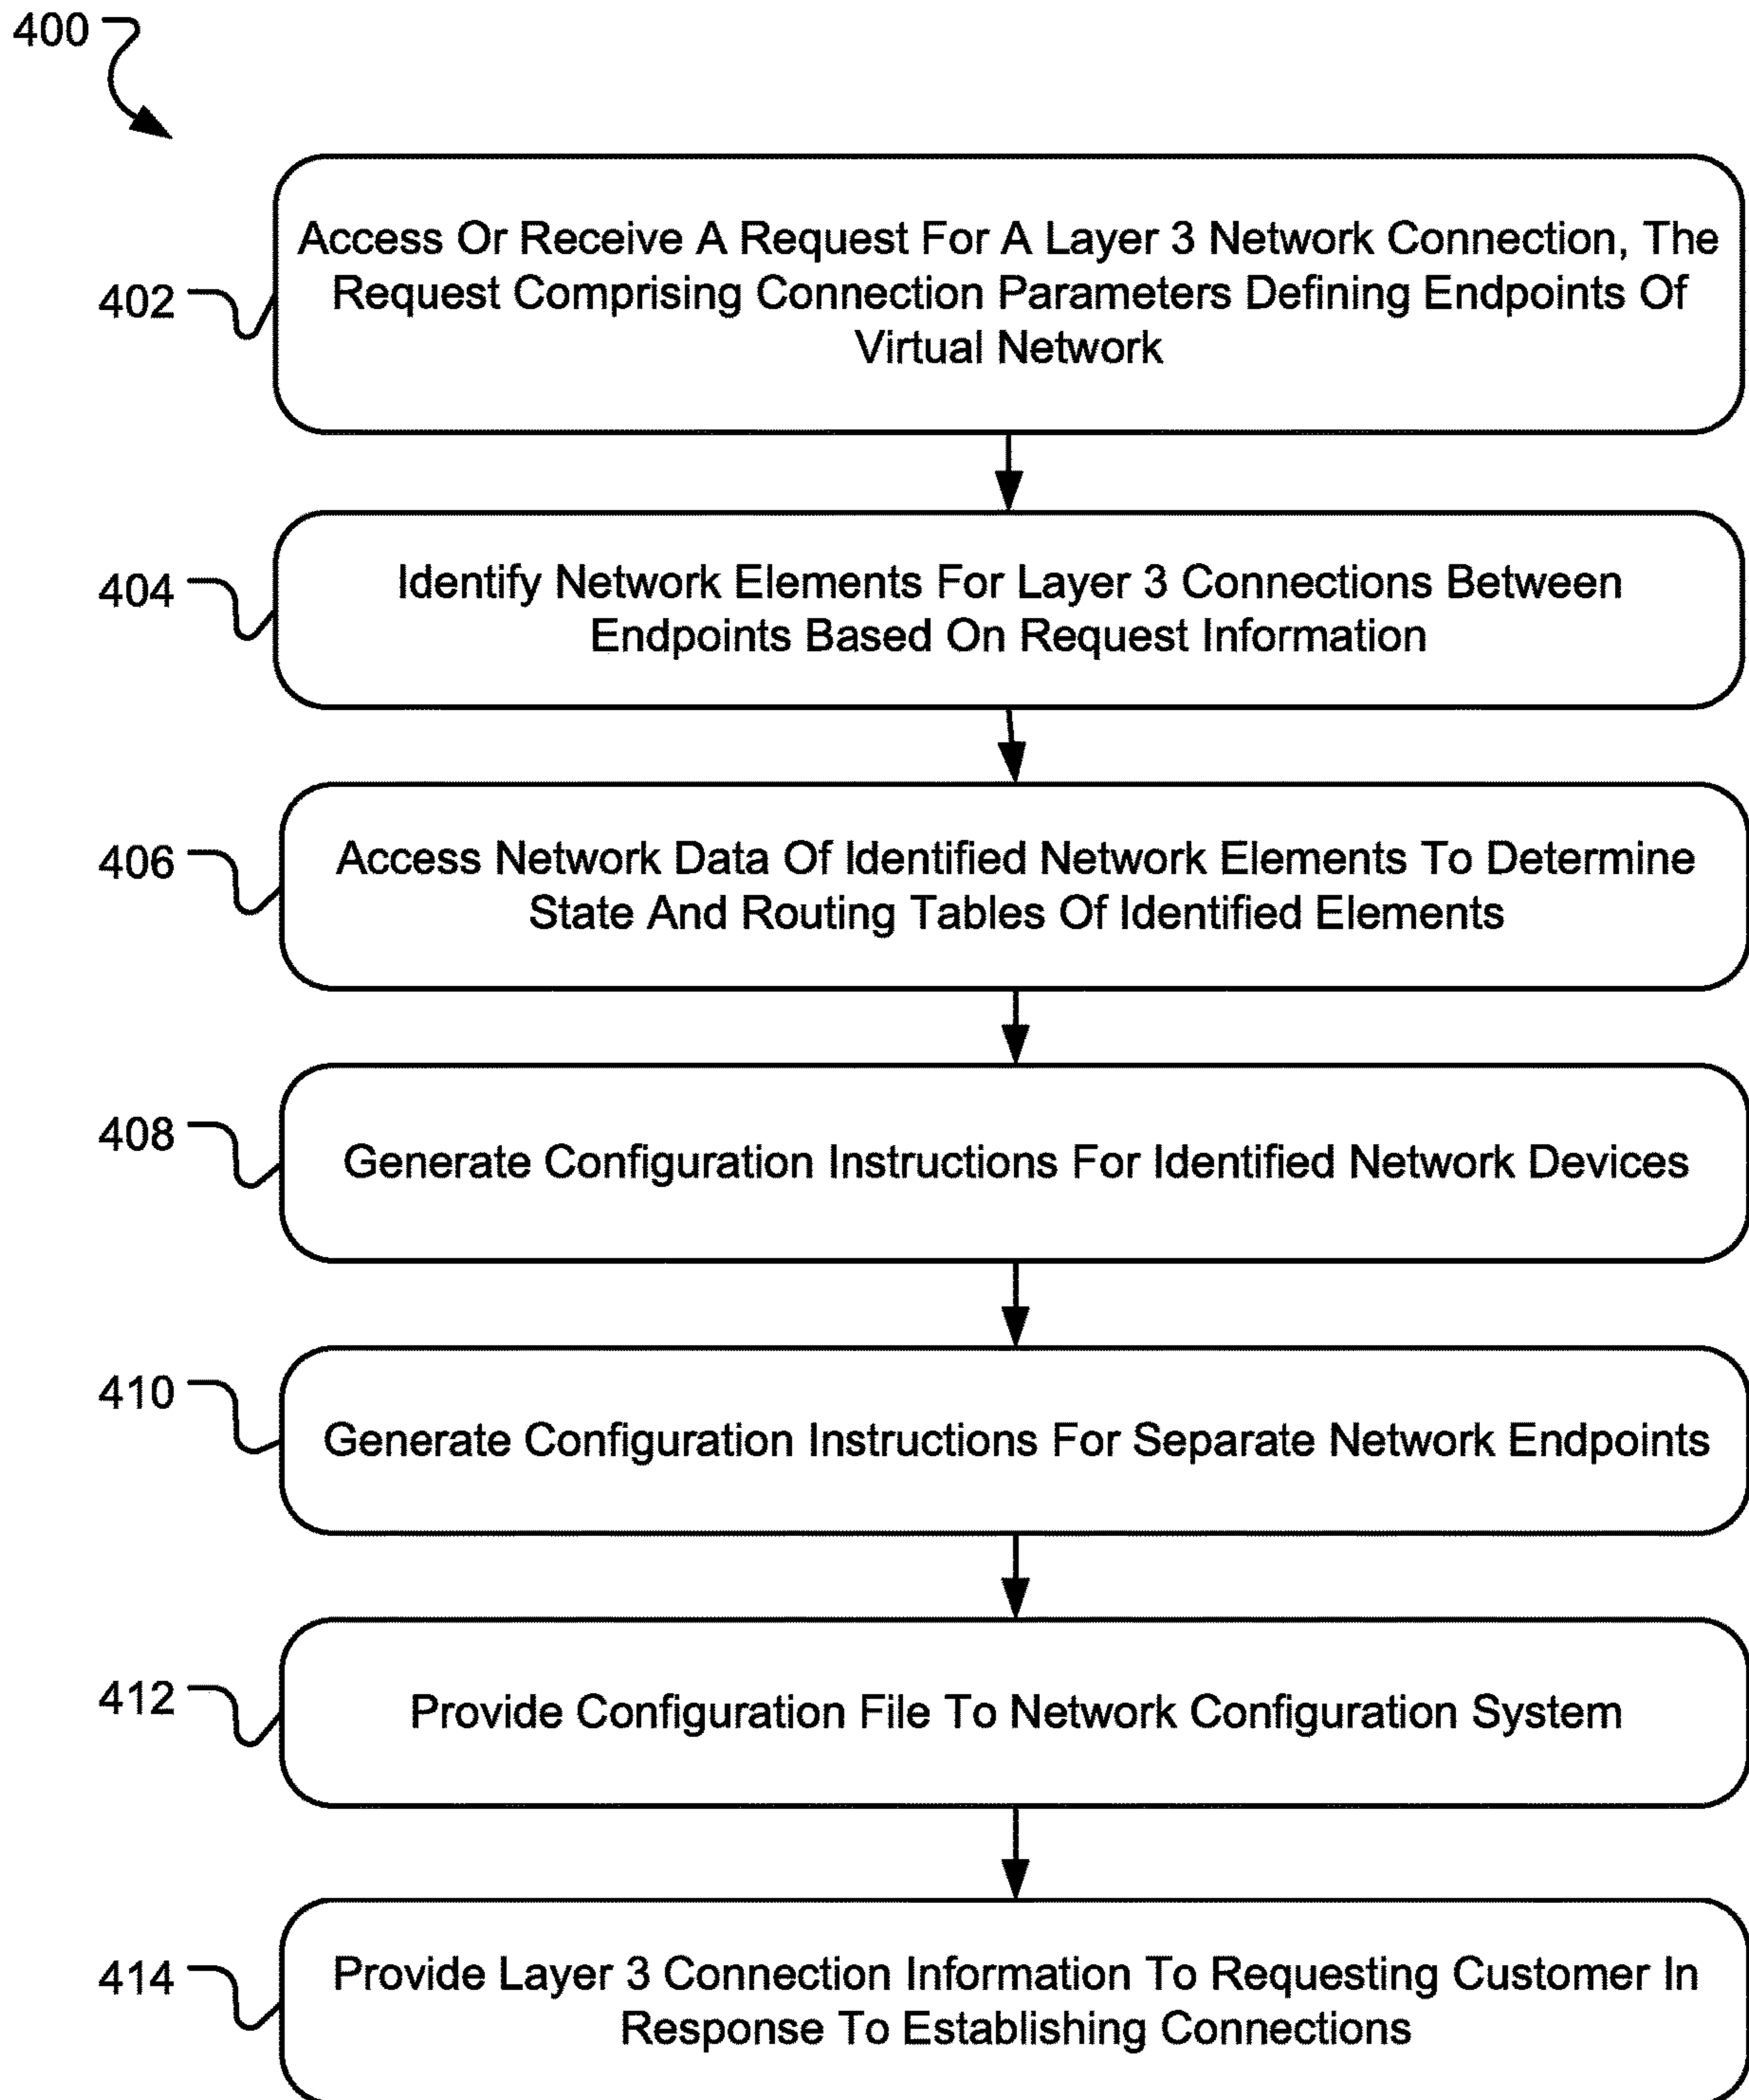 400
402
Access Or Receive A Request For A Layer 3 Network Connection, The
Request Comprising Connection Parameters Defining Endpoints Of
Virtual Network
404
Identify Network Elements For Layer 3 Connections Between
Endpoints Based On Request Information
406
Access Network Data Of Identified Network Elements To Determine
State And Routing Tables Of Identified Elements
408
Generate Configuration Instructions For Identified Network Devices
410
Generate Configuration Instructions For Separate Network Endpoints
412
Provide Configuration File To Network Configuration System
414
Provide Layer 3 Connection Information To Requesting Customer In
Response To Establishing Connections